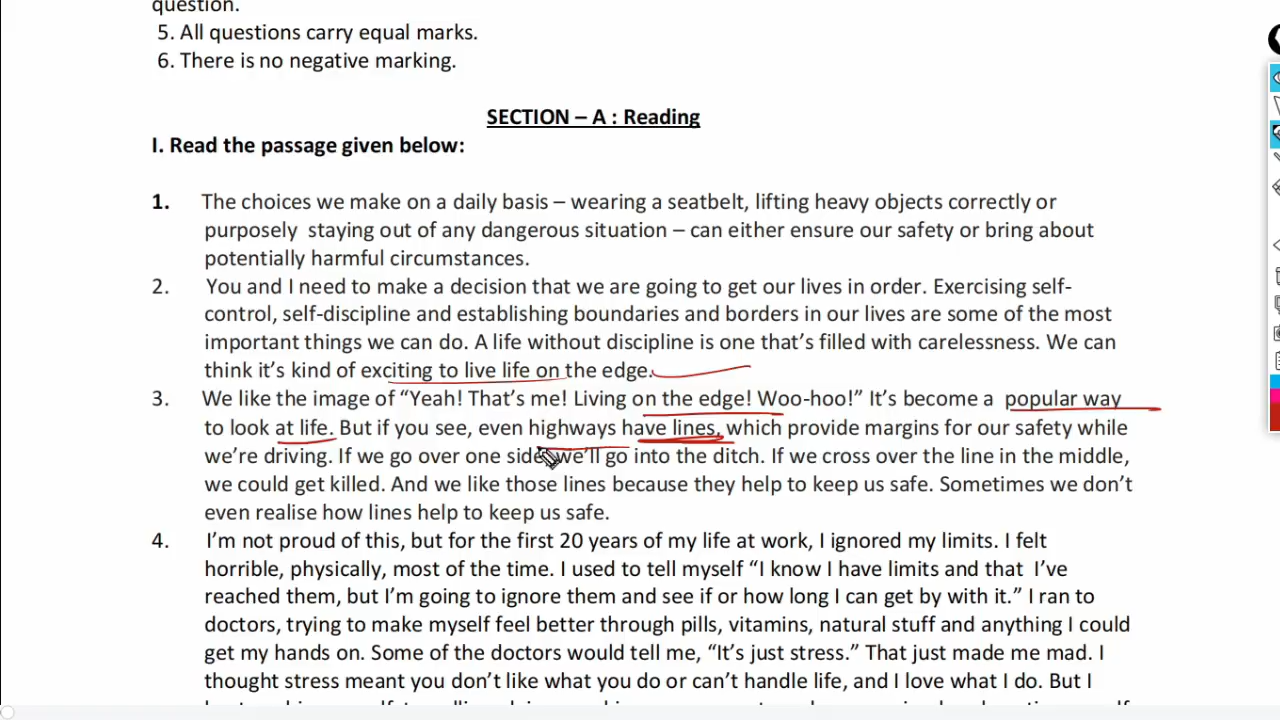 question.
5. All questions carry equal marks.
6. There is no negative marking.
SECTION – A : Reading
I. Read the passage given below:
1. The choices we make on a daily basis – wearing a seatbelt, lifting heavy objects correctly or
purposely staying out of any dangerous situation – can either ensure our safety or bring about
potentially harmful circumstances.
2. You and I need to make a decision that we are going to get our lives in order. Exercising self-
control, self-discipline and establishing boundaries and borders in our lives are some of the most
important things we can do. A life without discipline is one that’s filled with carelessness. We can
think it’s kind of exciting to live life on the edge.
3. We like the image of “Yeah! That’s me! Living on the edge! Woo-hoo!” It’s become a popular way
to look at life. But if you see, even highways have lines, which provide margins for our safety while
we’re driving. If we go over one side, we’ll go into the ditch. If we cross over the line in the middle,
we could get killed. And we like those lines because they help to keep us safe. Sometimes we don’t
even realise how lines help to keep us safe.
4. I’m not proud of this, but for the first 20 years of my life at work, I ignored my limits. I felt
horrible, physically, most of the time. I used to tell myself “I know I have limits and that I’ve
reached them, but I’m going to ignore them and see if or how long I can get by with it.” I ran to
doctors, trying to make myself feel better through pills, vitamins, natural stuff and anything I could
get my hands on. Some of the doctors would tell me, “It’s just stress.” That just made me mad. I
thought stress meant you don’t like what you do or can’t handle life, and I love what I do. But I